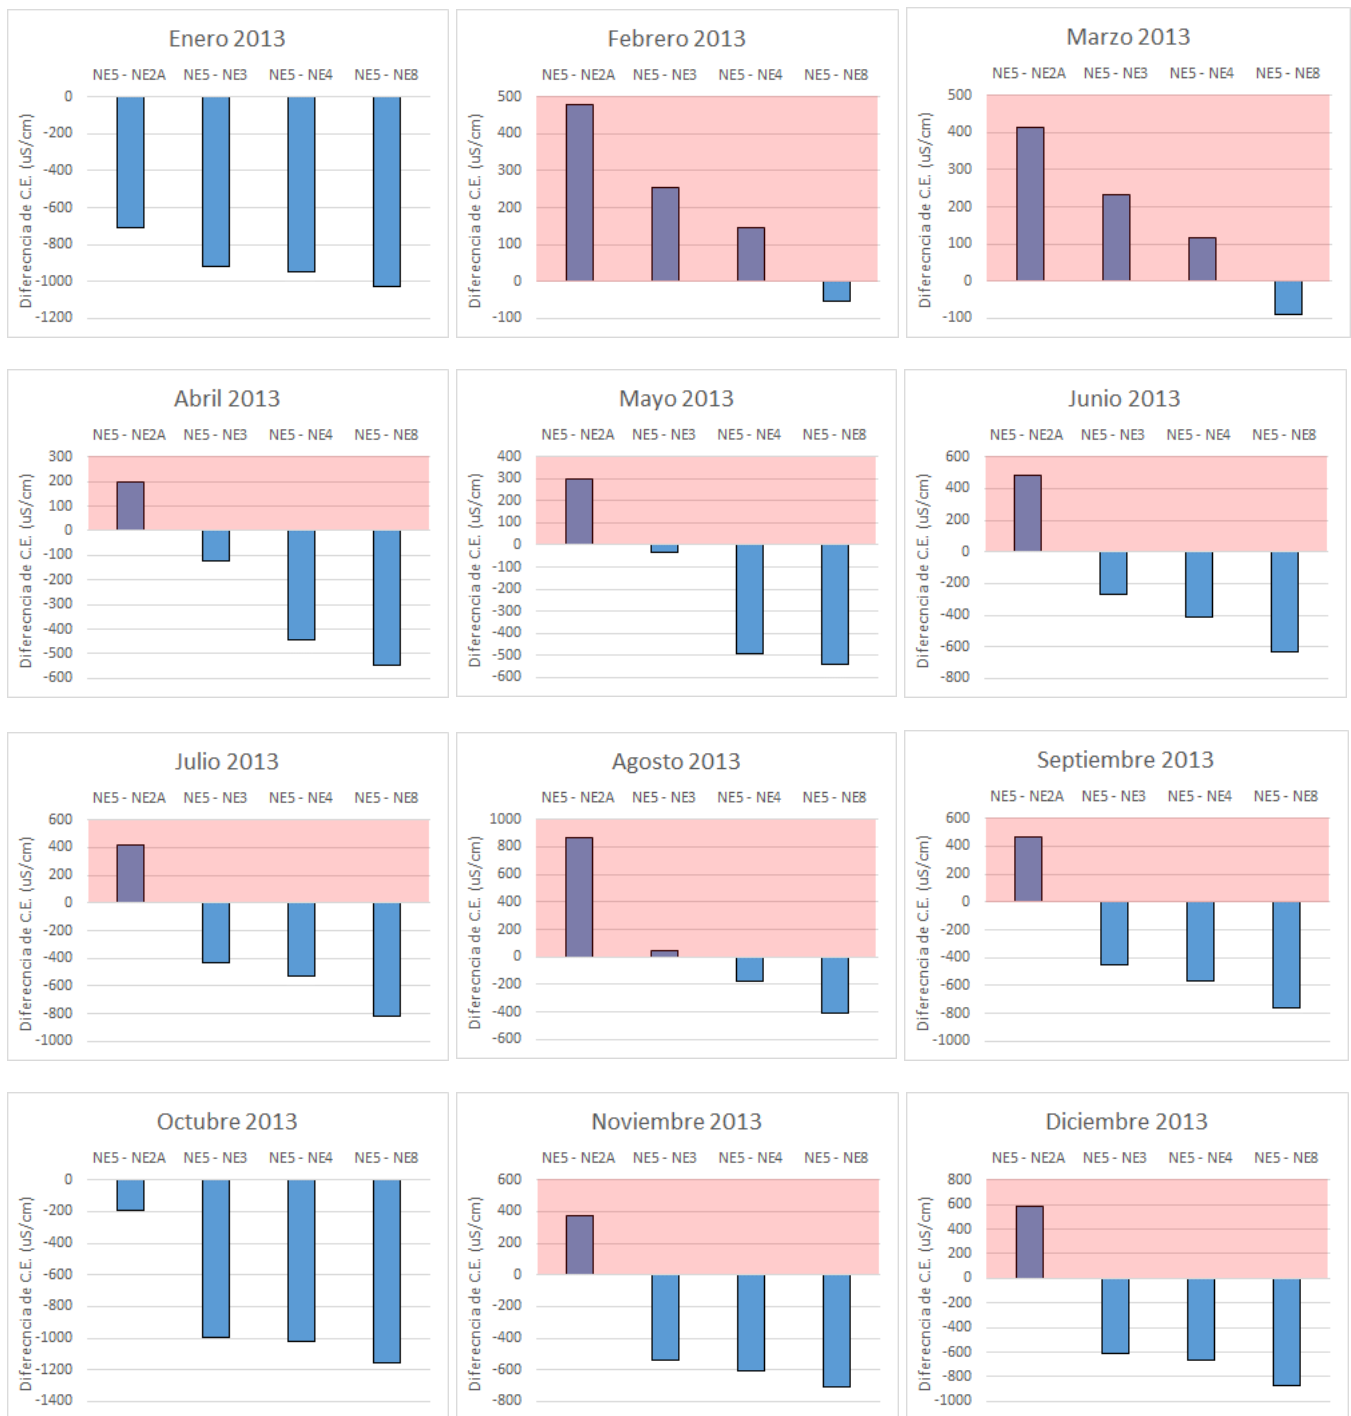 Enero 2013
NE5 - NE2A NE5 - NE3 NE5 - NE4 NE5 - NE8
Diferecncia de C.E. (uS/cm)
0
-200
-400
-600
-800
-1000
-1200
Febrero 2013
NE5 - NE2A NE5 - NE3 NE5 - NE4 NE5 - NE8
Diferecncia de C.E. (uS/cm)
500
400
300
200
100
0
-100
Marzo 2013
NE5 - NE2A NE5 - NE3 NE5 - NE4 NE5 - NE8
Diferecncia de C.E. (uS/cm)
500
400
300
200
100
0
-100
Abril 2013
NE5 - NE2A NE5 - NE3 NE5 - NE4 NE5 - NE8
Diferecncia de C.E. (uS/cm)
300
200
100
0
-100
-200
-300
-400
-500
-600
Mayo 2013
NE5 - NE2A NE5 - NE3 NE5 - NE4 NE5 - NE8
Diferecncia de C.E. (uS/cm)
400
300
200
100
0
-100
-200
-300
-400
-500
-600
Junio 2013
NE5 - NE2A NE5 - NE3 NE5 - NE4 NE5 - NE8
Diferecncia de C.E. (uS/cm)
600
400
200
0
-200
-400
-600
-800
Julio 2013
NE5 - NE2A NE5 - NE3 NE5 - NE4 NE5 - NE8
Diferecncia de C.E. (uS/cm)
600
400
200
0
-200
-400
-600
-800
-1000
Agosto 2013
NE5 - NE2A NE5 - NE3 NE5 - NE4 NE5 - NE8
Diferecncia de C.E. (uS/cm)
1000
800
600
400
200
0
-200
-400
-600
Septiembre 2013
NE5 - NE2A NE5 - NE3 NE5 - NE4 NE5 - NE8
Diferecncia de C.E. (uS/cm)
600
400
200
0
-200
-400
-600
-800
-1000
Octubre 2013
NE5 - NE2A NE5 - NE3 NE5 - NE4 NE5 - NE8
Diferecncia de C.E. (uS/cm)
0
-200
-400
-600
-800
-1000
-1200
-1400
Noviembre 2013
NE5 - NE2A NE5 - NE3 NE5 - NE4 NE5 - NE8
Diferecncia de C.E. (uS/cm)
600
400
200
0
-200
-400
-600
-800
Diciembre 2013
NE5 - NE2A NE5 - NE3 NE5 - NE4 NE5 - NE8
Diferecncia de C.E. (uS/cm)
800
600
400
200
0
-200
-400
-600
-800
-1000